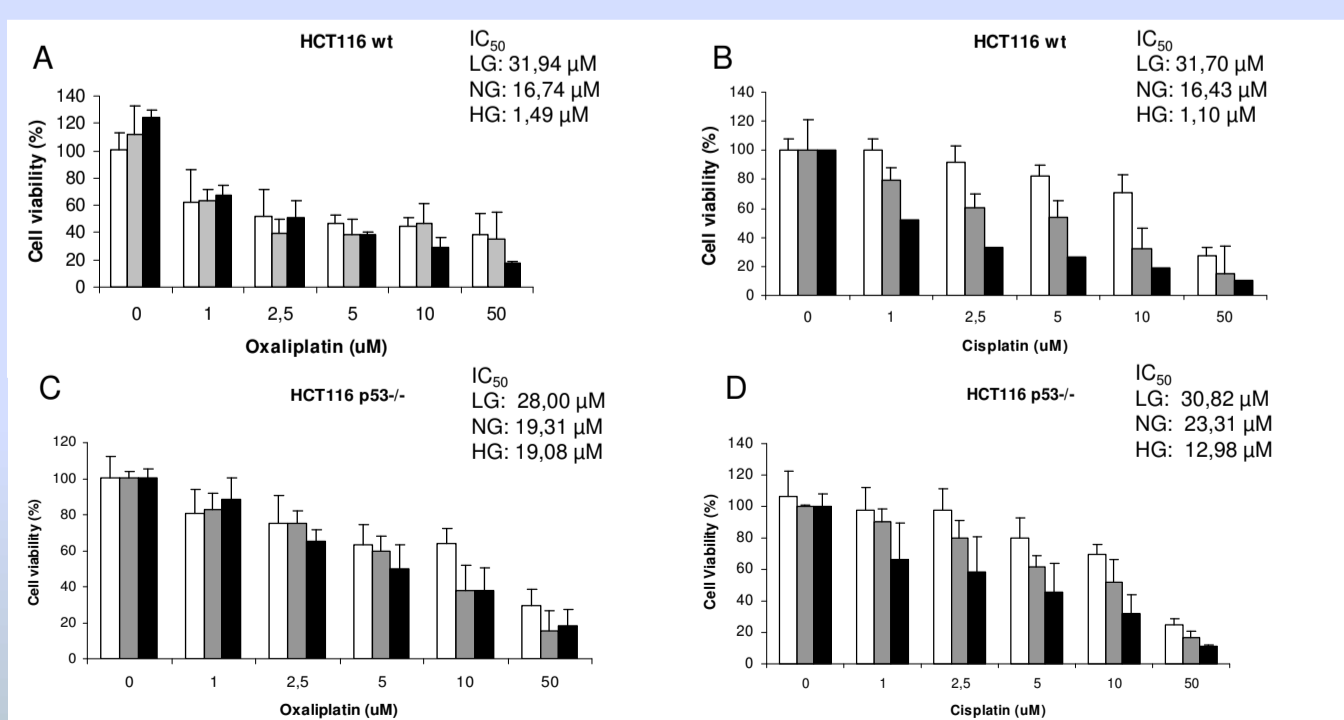 A
HCT116 wt
IC50
LG: 31,94 µM
NG: 16,74 µM
HG: 1,49 µM
Cell viability (%)
140
120
100
80
60
40
20
0
0 1 2,5 5 10 50
Oxaliplatin (uM)
B
HCT116 wt
IC50
LG: 31,70 µM
NG: 16,43 µM
HG: 1,10 µM
Cell viability (%)
140
120
100
80
60
40
20
0
0 1 2,5 5 10 50
Cisplatin (uM)
C
HCT116 p53-/-
IC50
LG: 28,00 µM
NG: 19,31 µM
HG: 19,08 µM
Cell viability (%)
120
100
80
60
40
20
0
0 1 2,5 5 10 50
Oxaliplatin (uM)
D
HCT116 p53-/-
IC50
LG: 30,82 µM
NG: 23,31 µM
HG: 12,98 µM
Cell Viability (%)
140
120
100
80
60
40
20
0
0 1 2,5 5 10 50
Cisplatin (uM)